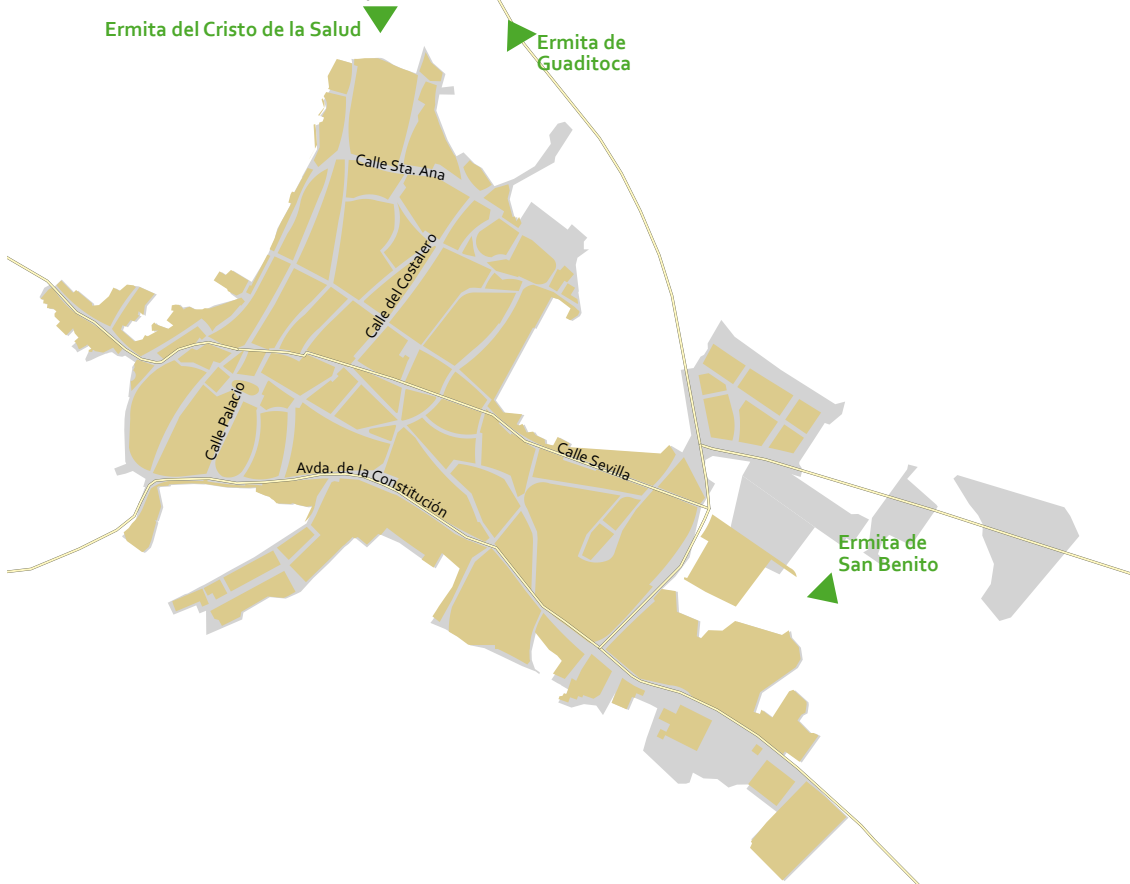 Ermita del Cristo de la Salud
Ermita de
Guaditoca
Calle Sta. Ana
Calle del Costalero
Calle Palacio
Avda. de la Constitución
Calle Sevilla
Ermita de
San Benito